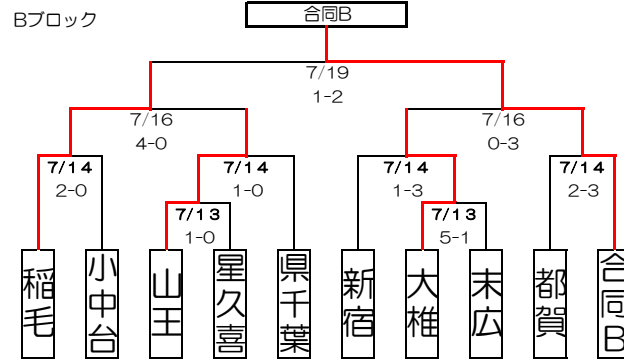 Bブロック
合同B
7/19
1-2
7/16
4-0
7/16
0-3
7/14
2-0
7/14
1-0
7/14
1-3
7/14
2-3
7/13
1-0
7/13
5-1
稲毛
小中台
山王
星久喜
県千葉
新宿
大椎
末広
都賀
合同B